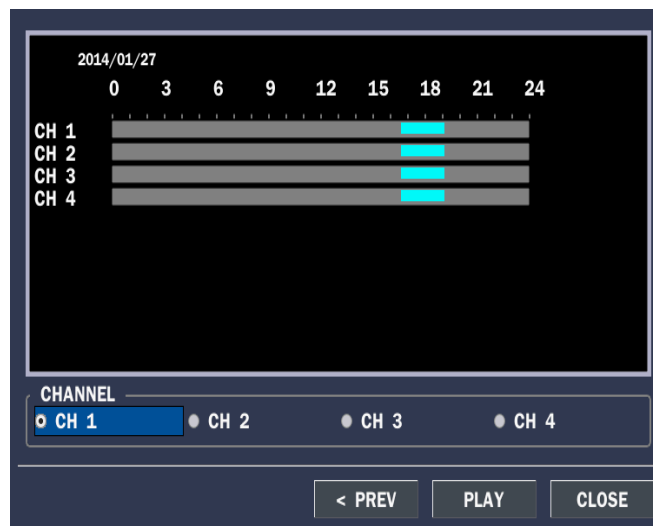 2014/01/27
0 3 6 9 12 15 18 21 24
CH 1
CH 2
CH 3
CH 4
CHANNEL
CH 1 CH 2 CH 3 CH 4
< PREV PLAY CLOSE